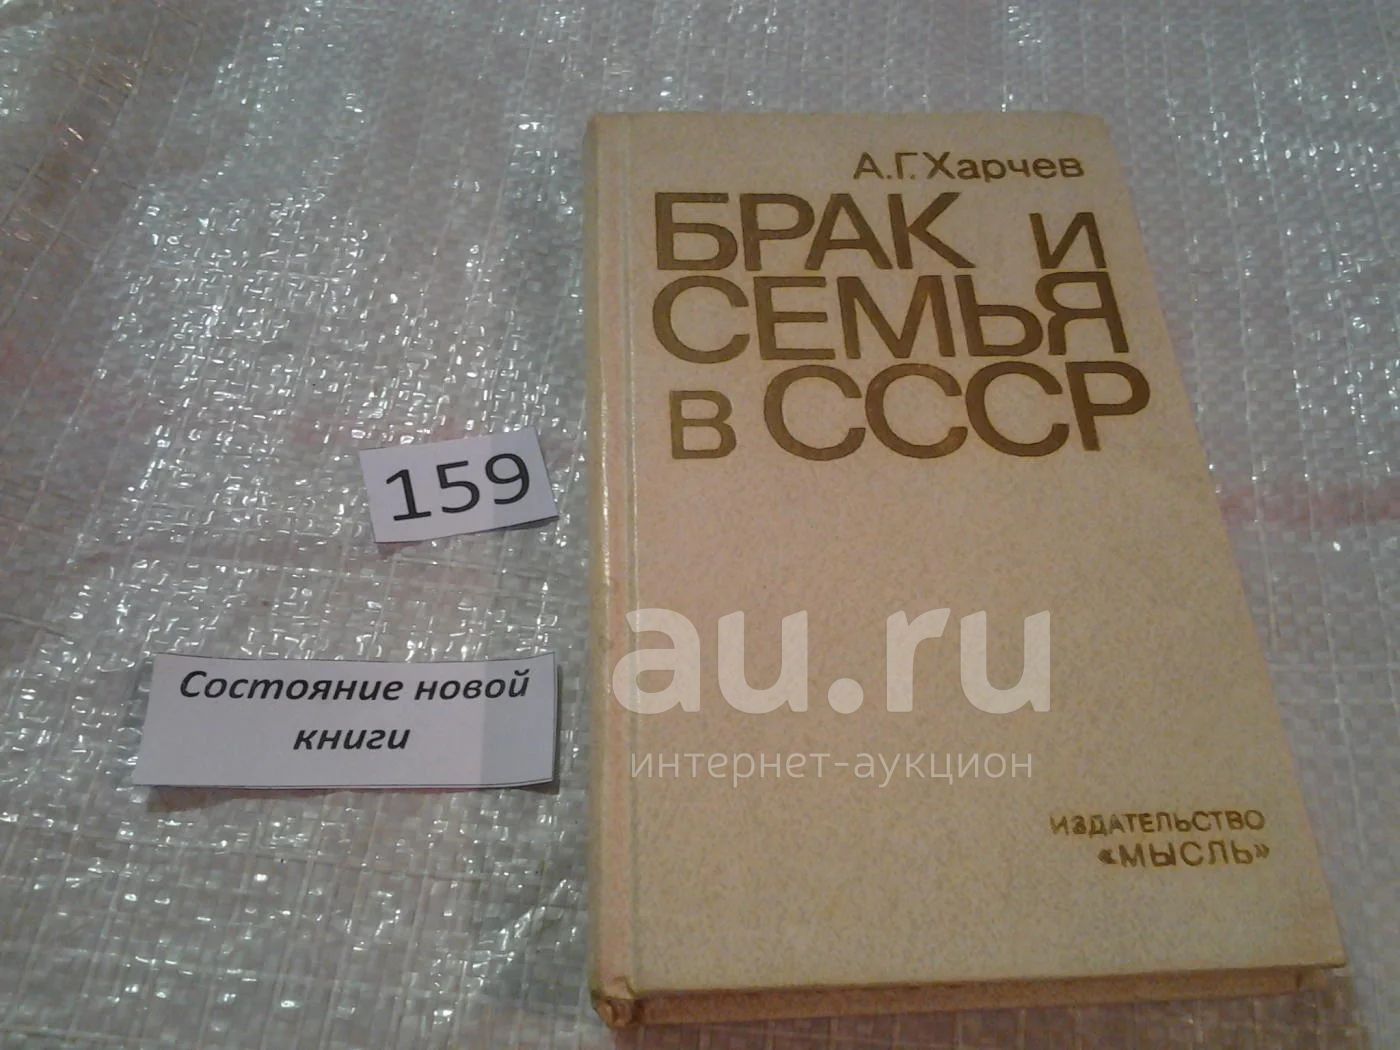 А.Г. Харчев
БРАК и
СЕМЬЯ
в СССР
159
Состояние новой
книги
au.ru
интернет-аукцион
ИЗДАТЕЛЬСТВО
«МЫСЛЬ»